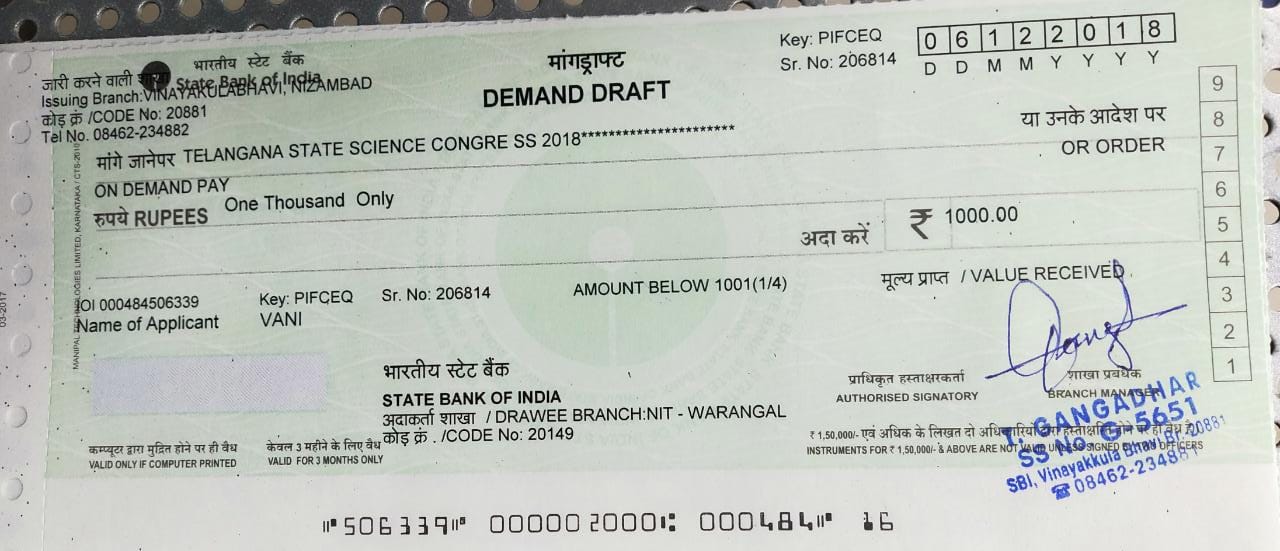 भारतीय स्टेट बैंक
State Bank of India
जारी करने वाली
Issuing Branch:VINAYAKULABHAVI, NIZAMBAD
कोड क्रं /CODE No: 20881
Tel No. 08462-234882
मांगड्राफ्ट
DEMAND DRAFT
Key: PIFCEQ
Sr. No: 206814
0 6 1 2 2 0 1 8
D D M M Y Y Y Y
मांगे जानेपर TELANGANA STATE SCIENCE CONGRE SS 2018***********************
या उनके आदेश पर
OR ORDER
ON DEMAND PAY
रुपये RUPEES One Thousand Only
अदा करें ₹ 1000.00
9
8
7
6
5
4
3
2
1
IOI 000484506339 Key: PIFCEQ Sr. No: 206814 AMOUNT BELOW 1001(1/4)
मूल्य प्राप्त / VALUE RECEIVED
Name of Applicant VANI
भारतीय स्टेट बैंक
STATE BANK OF INDIA
अदाकर्ता शाखा / DRAWEE BRANCH:NIT - WARANGAL
कोड क्रं . /CODE No: 20149
प्राधिकृत हस्ताक्षरकर्ता
AUTHORISED SIGNATORY
शाखा प्रबंधक
BRANCH MANAGER
कम्प्यूटर द्वारा मुद्रित होने पर ही वैध
VALID ONLY IF COMPUTER PRINTED
केवल 3 महीने के लिए वैध
VALID FOR 3 MONTHS ONLY
₹ 1,50,000/- एवं अधिक के लिखत दो अधिकारियों द्वारा हस्ताक्षरित होने पर ही वैध है
INSTRUMENTS FOR ₹ 1,50,000/- & ABOVE ARE NOT VALID UNLESS SIGNED BY TWO OFFICERS
T. GANGADHAR
SS No G-5651
SBI, Vinayakkula Bhavi Br. 20881
☎ 08462-234881
MANIPAL TECHNOLOGIES LIMITED, KARNATAKA / CTS-2010
03-2017
⑈506339⑈ 000002000⑆ 000484⑈ 16